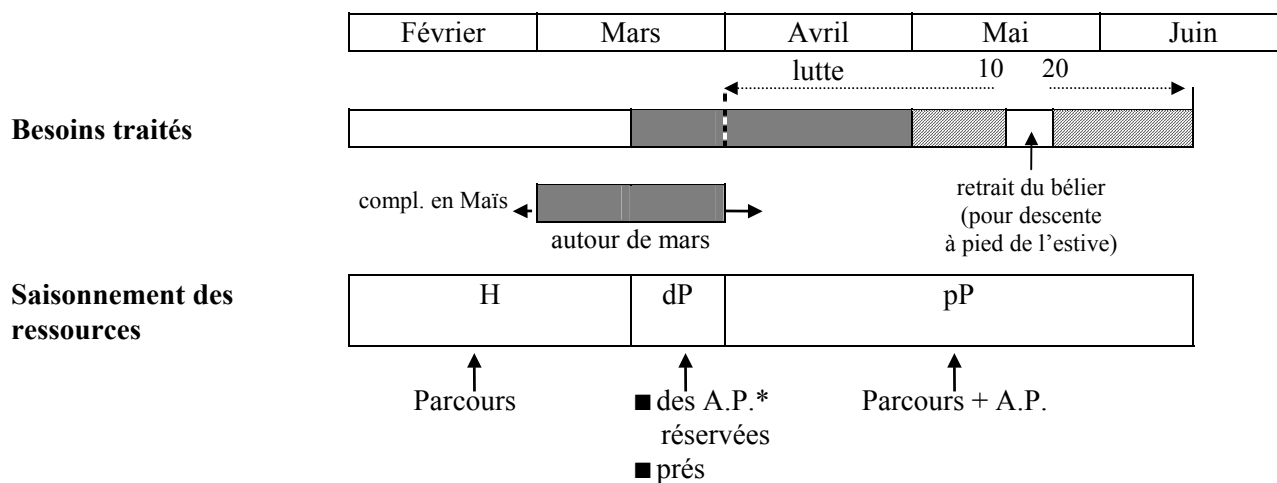 Février Mars Avril Mai Juin
lutte 10 20
Besoins traités
compl. en Maïs
autour de mars
retrait du bélier
(pour descente
à pied de l’estive)
Saisonnement des
ressources
H dP pP
Parcours
■ des A.P.*
réservées
■ prés
Parcours + A.P.